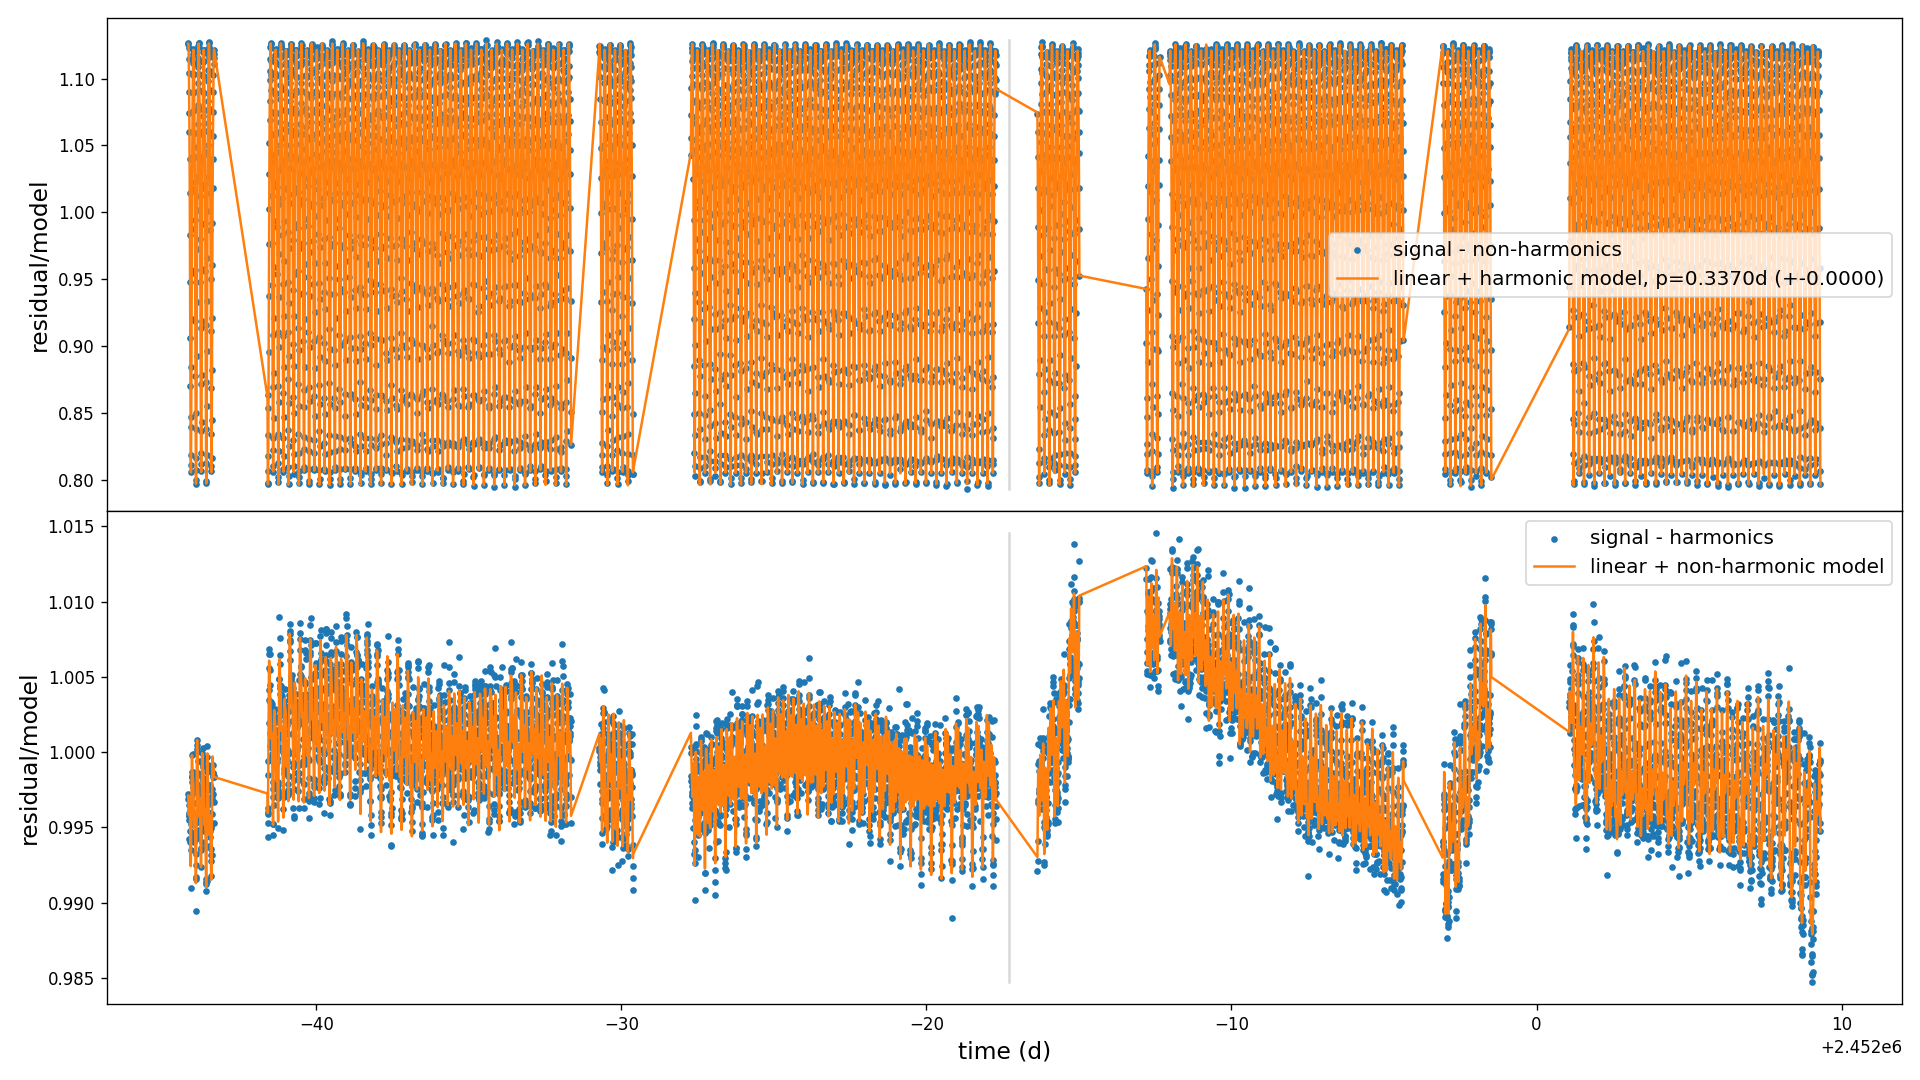 residual/model
1.10
1.05
1.00
0.95
0.90
0.85
0.80
signal - non-harmonics
linear + harmonic model, p=0.3370d (+-0.0000)
residual/model
1.015
1.010
1.005
1.000
0.995
0.990
0.985
signal - harmonics
linear + non-harmonic model
−40
−30
−20
−10
0
10
+2.452e6
time (d)